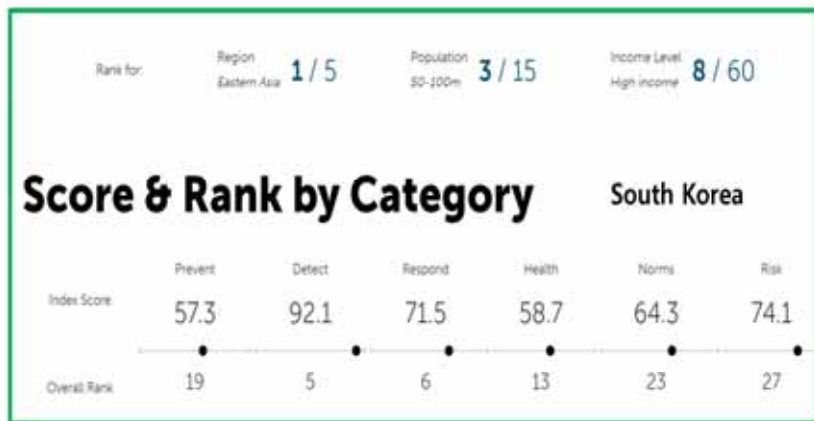 Rank for: Region Eastern Asia 1 / 5 Population 50-100m 3 / 15 Income Level High income 8 / 60
Score & Rank by Category South Korea
Prevent Detect Respond Health Norms Risk
Index Score 57.3 92.1 71.5 58.7 64.3 74.1
Overall Rank 19 5 6 13 23 27